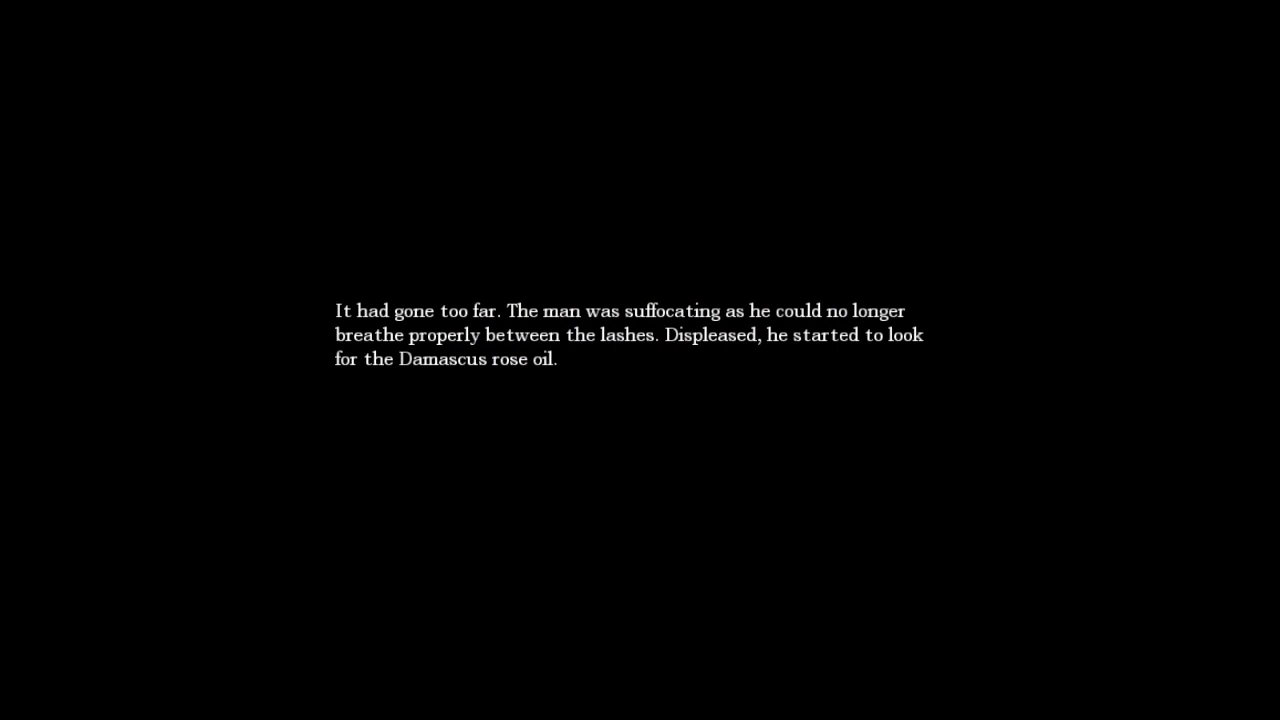 It had gone too far. The man was suffocating as he could no longer
breathe properly between the lashes. Displeased, he started to look
for the Damascus rose oil.